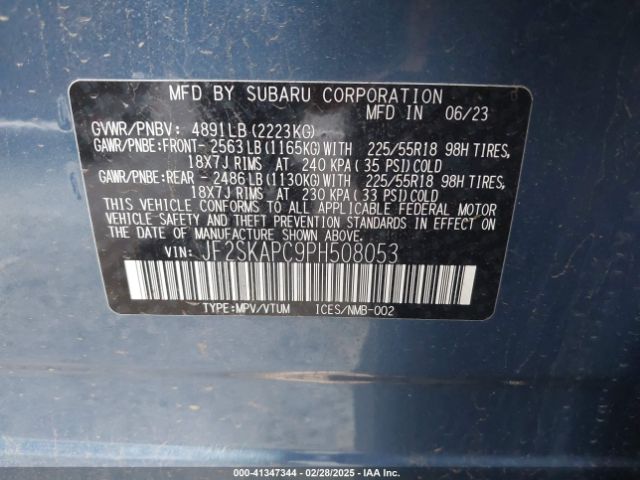 MFD BY SUBARU CORPORATION
MFD IN 06/23
GVWR/PNBV: 4891LB(2223KG)
GAWR/PNBE:FRONT- 2563LB(1165KG)WITH 225/55R18 98H TIRES,
18X7J RIMS AT 240 KPA(35 PSI)COLD
GAWR/PNBE:REAR - 2486LB(1130KG)WITH 225/55R18 98H TIRES,
18X7J RIMS AT 230 KPA(33 PSI)COLD
THIS VEHICLE CONFORMS TO ALL APPLICABLE FEDERAL MOTOR
VEHICLE SAFETY AND THEFT PREVENTION STANDARDS
IN EFFECT ON THE DATE OF MANUFACTURE SHOWN ABOVE.
VIN: JF2SKAPC9PH508053
TYPE:MPV/VTUM ICES/NMB-002
000-41347344 | 02/28/2025 - IAA Inc.